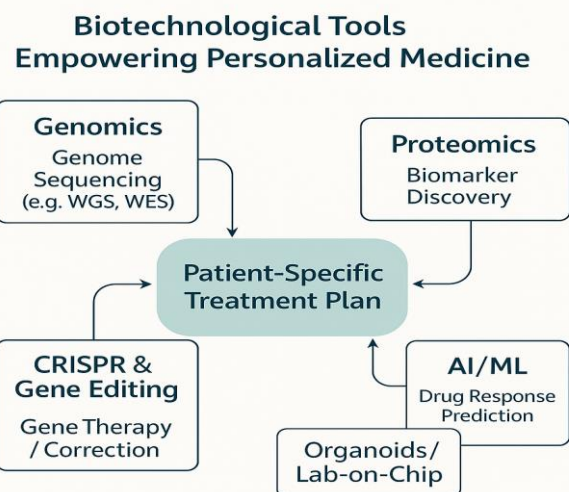 Biotechnological Tools
Empowering Personalized Medicine
Genomics
Genome
Sequencing
(e.g. WGS, WES)
Proteomics
Biomarker
Discovery
Patient-Specific
Treatment Plan
CRISPR &
Gene Editing
Gene Therapy
/ Correction
AI/ML
Drug Response
Prediction
Organoids/
Lab-on-Chip